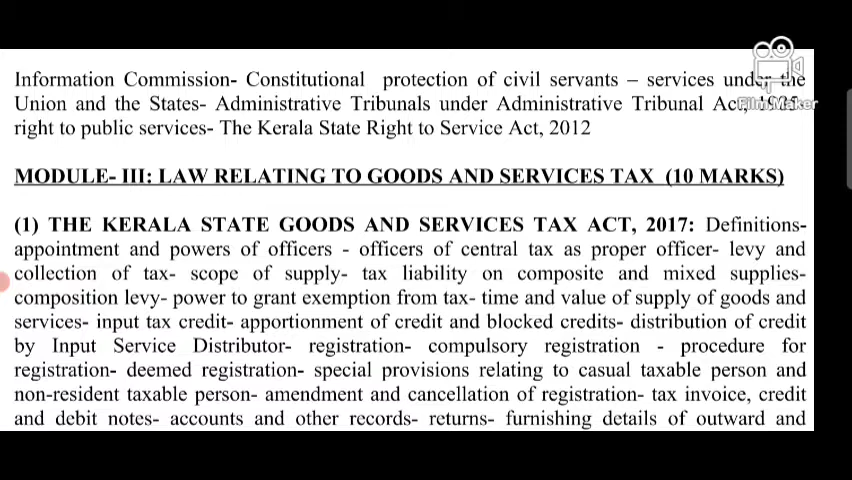 Information Commission- Constitutional protection of civil servants – services under the
Union and the States- Administrative Tribunals under Administrative Tribunal Act,
right to public services- The Kerala State Right to Service Act, 2012
MODULE- III: LAW RELATING TO GOODS AND SERVICES TAX (10 MARKS)
(1) THE KERALA STATE GOODS AND SERVICES TAX ACT, 2017: Definitions-
appointment and powers of officers - officers of central tax as proper officer- levy and
collection of tax- scope of supply- tax liability on composite and mixed supplies-
composition levy- power to grant exemption from tax- time and value of supply of goods and
services- input tax credit- apportionment of credit and blocked credits- distribution of credit
by Input Service Distributor- registration- compulsory registration - procedure for
registration- deemed registration- special provisions relating to casual taxable person and
non-resident taxable person- amendment and cancellation of registration- tax invoice, credit
and debit notes- accounts and other records- returns- furnishing details of outward and